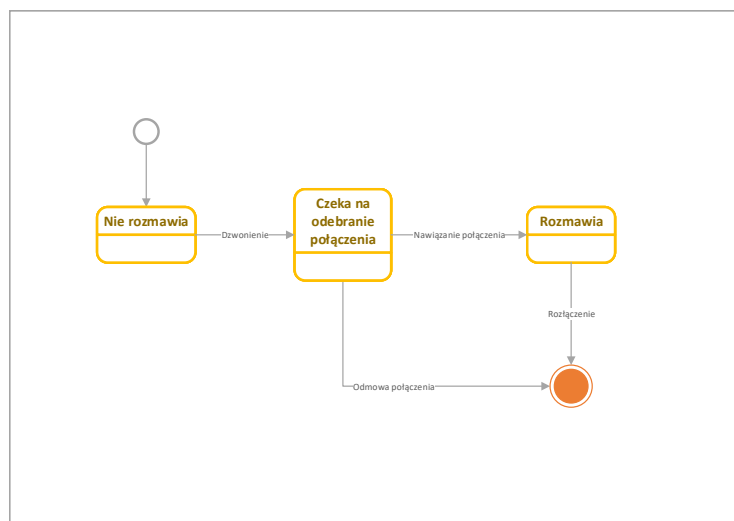 Nie rozmawia
Dzwonienie
Czeka na
odebranie
połączenia
Nawiązanie połączenia
Rozmawia
Rozłączenie
Odmowa połączenia